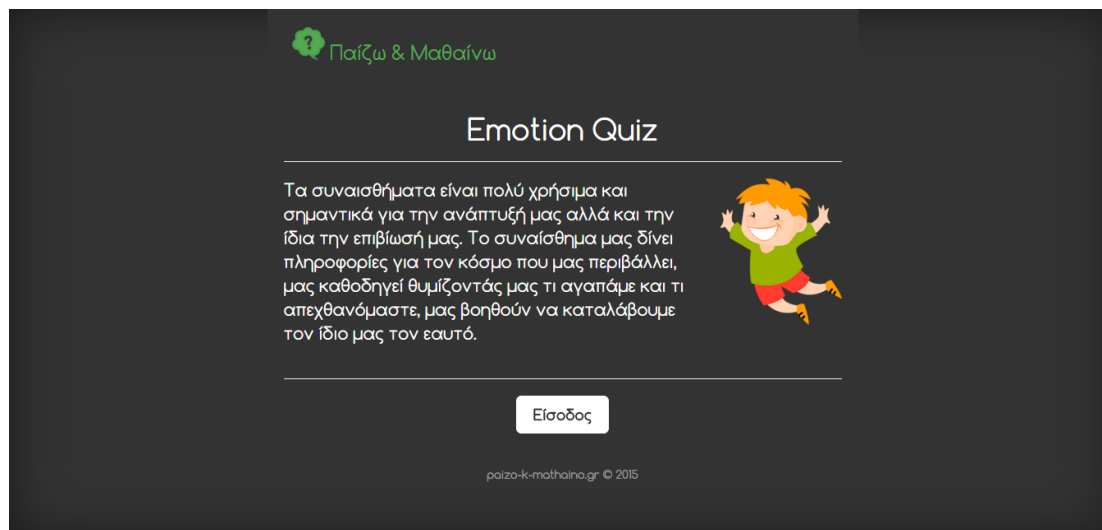 ?
Παίζω & Μαθαίνω
Emotion Quiz
Τα συναισθήματα είναι πολύ χρήσιμα και
σημαντικά για την ανάπτυξή μας αλλά και την
ίδια την επιβίωσή μας. Το συναίσθημα μας δίνει
πληροφορίες για τον κόσμο που μας περιβάλλει,
μας καθοδηγεί θυμίζοντάς μας τι αγαπάμε και τι
απεχθανόμαστε, μας βοηθούν να καταλάβουμε
τον ίδιο μας τον εαυτό.
Είσοδος
paizo-k-mathaino.gr © 2015